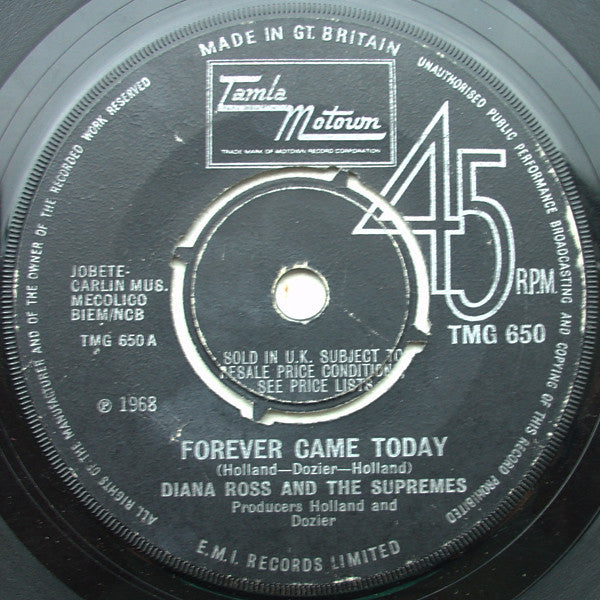 MADE IN GT. BRITAIN
Tamla
Motown
TRADE MARK OF MOTOWN RECORD CORPORATION
45
RPM.
TMG 650
JOBETE-
CARLIN MUS.
MECOLICO
BIEM/NCB
TMG 650 A
℗ 1968
SOLD IN U.K. SUBJECT TO
RESALE PRICE CONDITIONS
SEE PRICE LISTS
FOREVER CAME TODAY
(Holland—Dozier—Holland)
DIANA ROSS AND THE SUPREMES
Producers Holland and
Dozier
E.M.I. RECORDS LIMITED
ALL RIGHTS OF THE MANUFACTURER AND OF THE OWNER OF THE RECORDED WORK RESERVED
UNAUTHORISED PUBLIC PERFORMANCE BROADCASTING AND COPYING OF THIS RECORD PROHIBITED